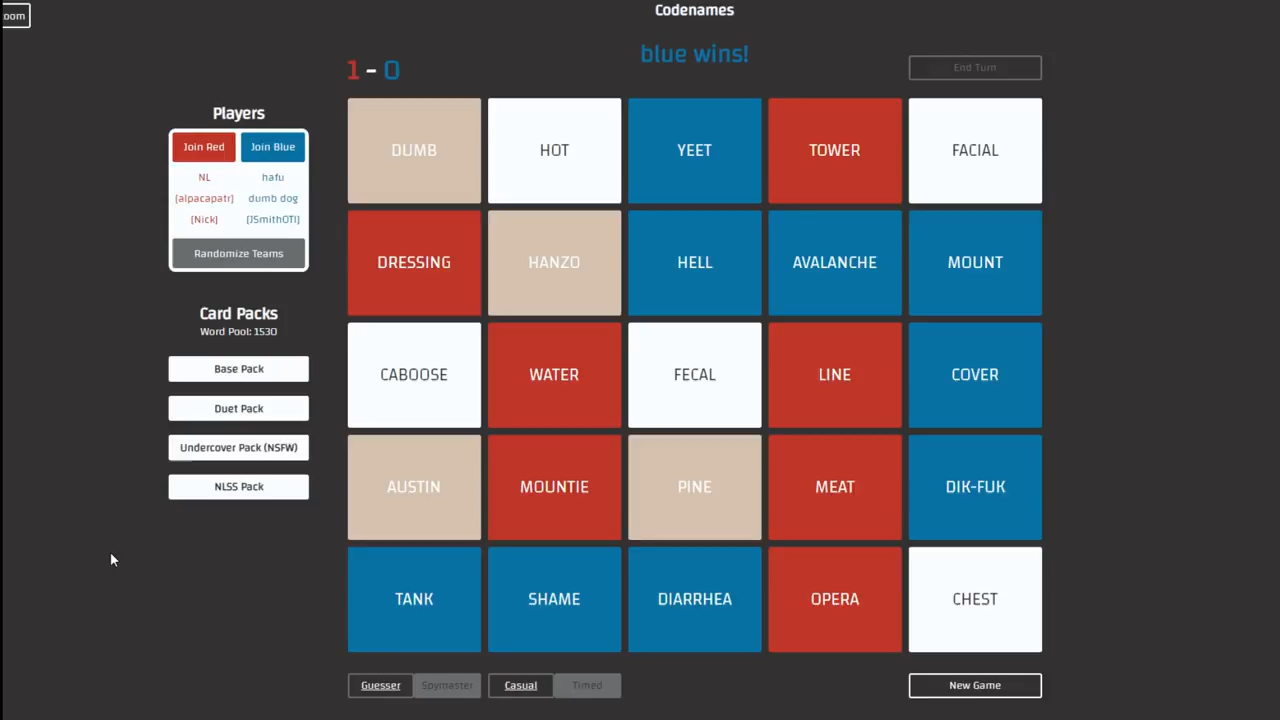 oom
Codenames
blue wins!
1 - 0
End Turn
Players
Join Red Join Blue
NL hafu
[alpacapatr] dumb dog
[Nick] [JSmithOTI]
Randomize Teams
Card Packs
Word Pool: 1530
Base Pack
Duet Pack
Undercover Pack (NSFW)
NLSS Pack
DUMB HOT YEET TOWER FACIAL
DRESSING HANZO HELL AVALANCHE MOUNT
CABOOSE WATER FECAL LINE COVER
AUSTIN MOUNTIE PINE MEAT DIK-FUK
TANK SHAME DIARRHEA OPERA CHEST
Guesser Spymaster Casual Timed New Game